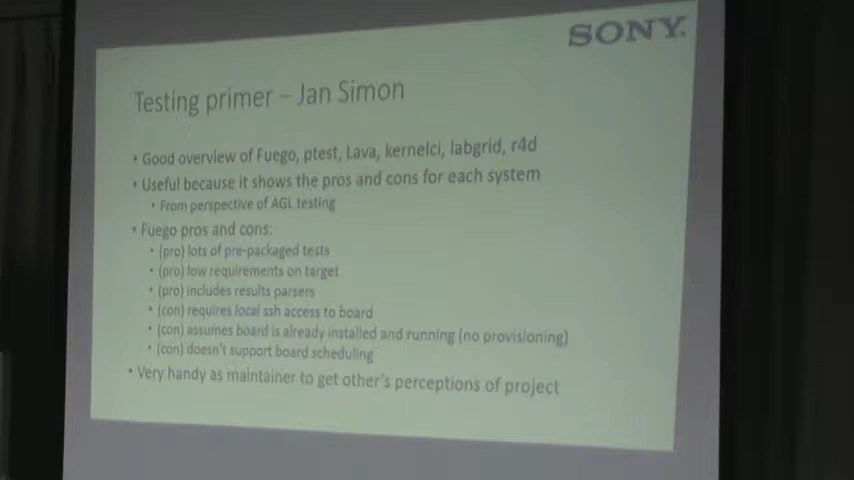 SONY
Testing primer – Jan Simon
• Good overview of Fuego, ptest, Lava, kernelci, labgrid, r4d
• Useful because it shows the pros and cons for each system
• From perspective of AGL testing
• Fuego pros and cons:
• (pro) lots of pre-packaged tests
• (pro) low requirements on target
• (pro) includes results parsers
• (con) requires local ssh access to board
• (con) assumes board is already installed and running (no provisioning)
• (con) doesn't support board scheduling
• Very handy as maintainer to get other's perceptions of project